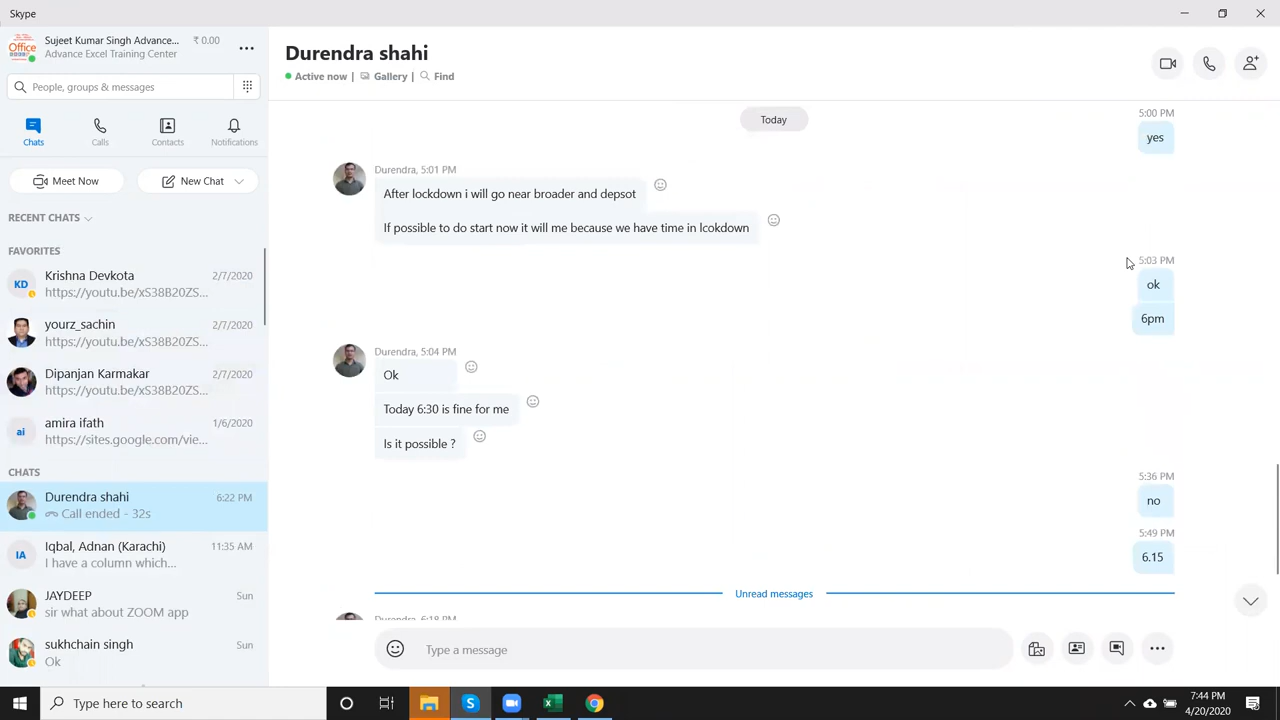 Skype
Office
Sujeet Kumar Singh Advance...
₹ 0.00
Advance Excel Training Center
People, groups & messages
Chats
Calls
Contacts
Notifications
Meet Now
New Chat
RECENT CHATS
FAVORITES
KD
Krishna Devkota
2/7/2020
https://youtu.be/xS38B20ZS...
yourz_sachin
2/7/2020
https://youtu.be/xS38B20ZS...
Dipanjan Karmakar
2/7/2020
https://youtu.be/xS38B20ZS...
ai
amira ifath
1/6/2020
https://sites.google.com/vie...
CHATS
Durendra shahi
6:22 PM
Call ended - 32s
IA
Iqbal, Adnan (Karachi)
11:35 AM
I have a column which...
JAYDEEP
Sun
sir what about ZOOM app
sukhchain singh
Sun
Ok
Durendra shahi
Active now | Gallery | Find
Today
5:00 PM
yes
Durendra, 5:01 PM
After lockdown i will go near broader and depsot
If possible to do start now it will me because we have time in lcokdown
5:03 PM
ok
6pm
Durendra, 5:04 PM
Ok
Today 6:30 is fine for me
Is it possible ?
5:36 PM
no
5:49 PM
6.15
Unread messages
Durendra, 6:18 PM
Type a message
Type here to search
7:44 PM
4/20/2020